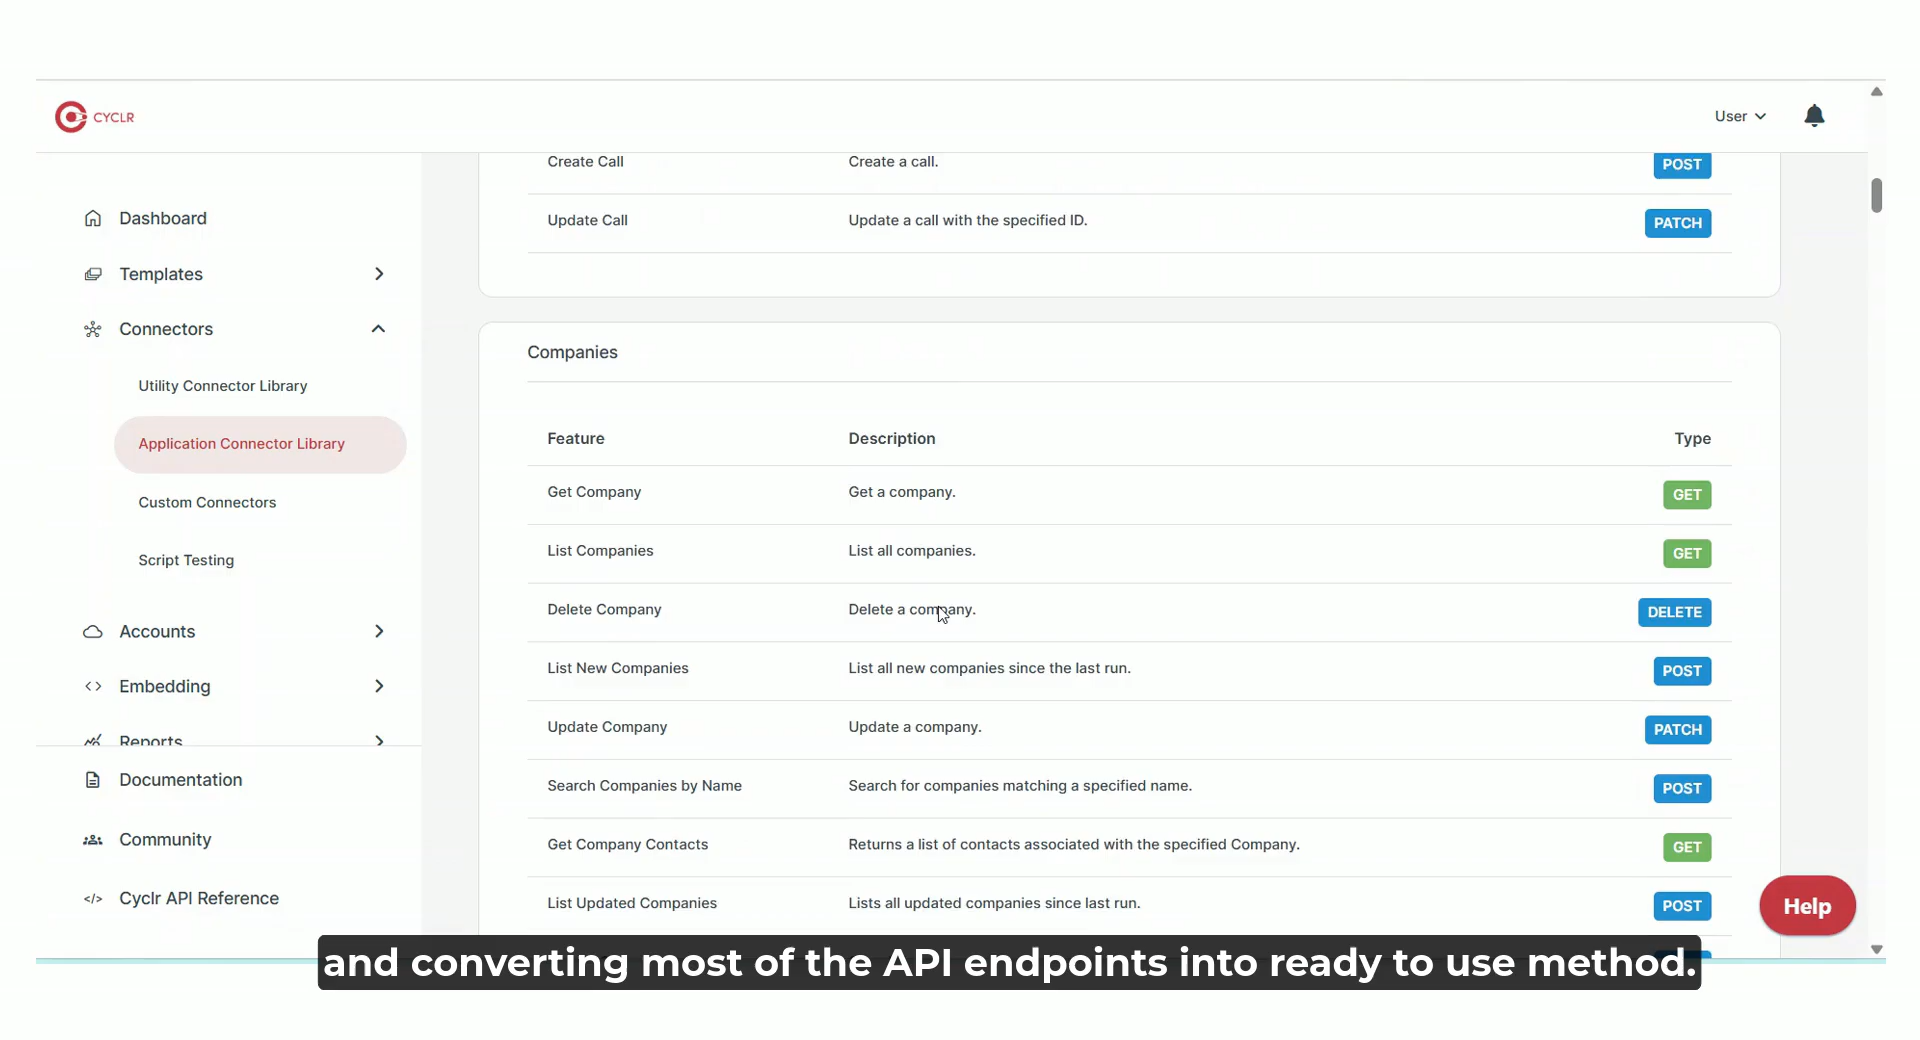 CYCLR
User
Dashboard
Templates
Connectors
Utility Connector Library
Application Connector Library
Custom Connectors
Script Testing
Accounts
Embedding
Reports
Documentation
Community
Cyclr API Reference
Create Call Create a call. POST
Update Call Update a call with the specified ID. PATCH
Companies
Feature Description Type
Get Company Get a company. GET
List Companies List all companies. GET
Delete Company Delete a company. DELETE
List New Companies List all new companies since the last run. POST
Update Company Update a company. PATCH
Search Companies by Name Search for companies matching a specified name. POST
Get Company Contacts Returns a list of contacts associated with the specified Company. GET
List Updated Companies Lists all updated companies since last run. POST
Help
and converting most of the API endpoints into ready to use method.